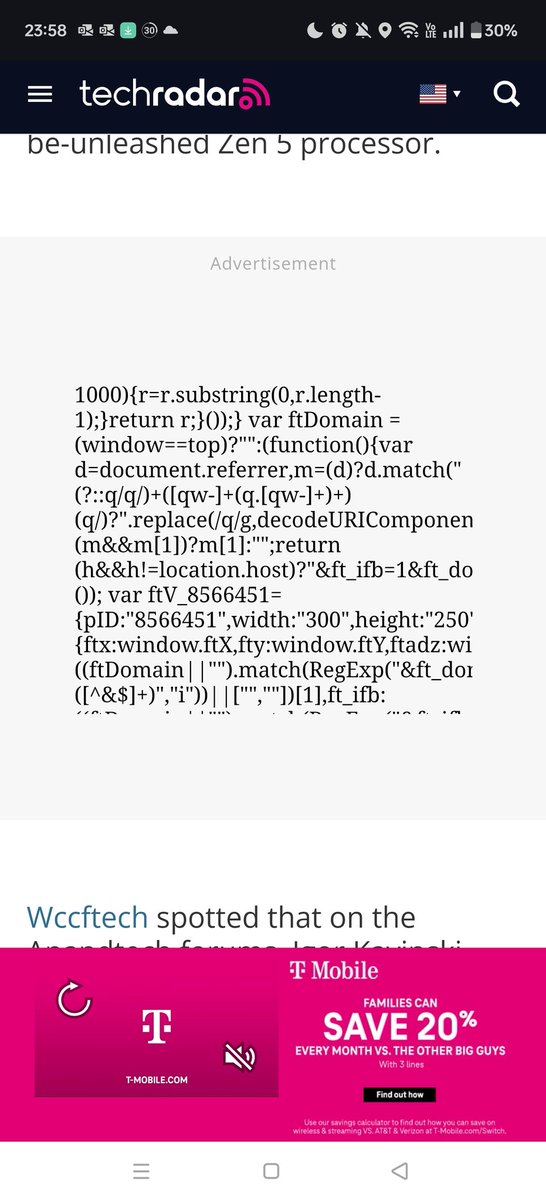 23:58
30
Vo
LTE
30%
techradar
be-unleashed Zen 5 processor.
Advertisement
1000){r=r.substring(0,r.length-
1);}return r;}());} var ftDomain =
(window==top)?"":(function(){var
d=document.referrer,m=(d)?d.match("
(?::q/q/)+([qw-]+(q.[qw-]+)+)
(q/)?".replace(/q/g,decodeURIComponen
(m&&m[1])?m[1]:"";return
(h&&h!=location.host)?"&ft_ifb=1&ft_do
()); var ftV_8566451=
{pID:"8566451",width:"300",height:"250"
{ftx:window.ftX,fty:window.ftY,ftadz:wi
((ftDomain||"").match(RegExp("&ft_dor
([^&$]+)","i"))||["",""])[1],ft_ifb:
Wccftech spotted that on the
T Mobile
FAMILIES CAN
SAVE 20%
EVERY MONTH VS. THE OTHER BIG GUYS
With 3 lines
Find out how
T
T-MOBILE.COM
Use our savings calculator to find out how you can save on
wireless & streaming VS. AT&T & Verizon at T-Mobile.com/Switch.